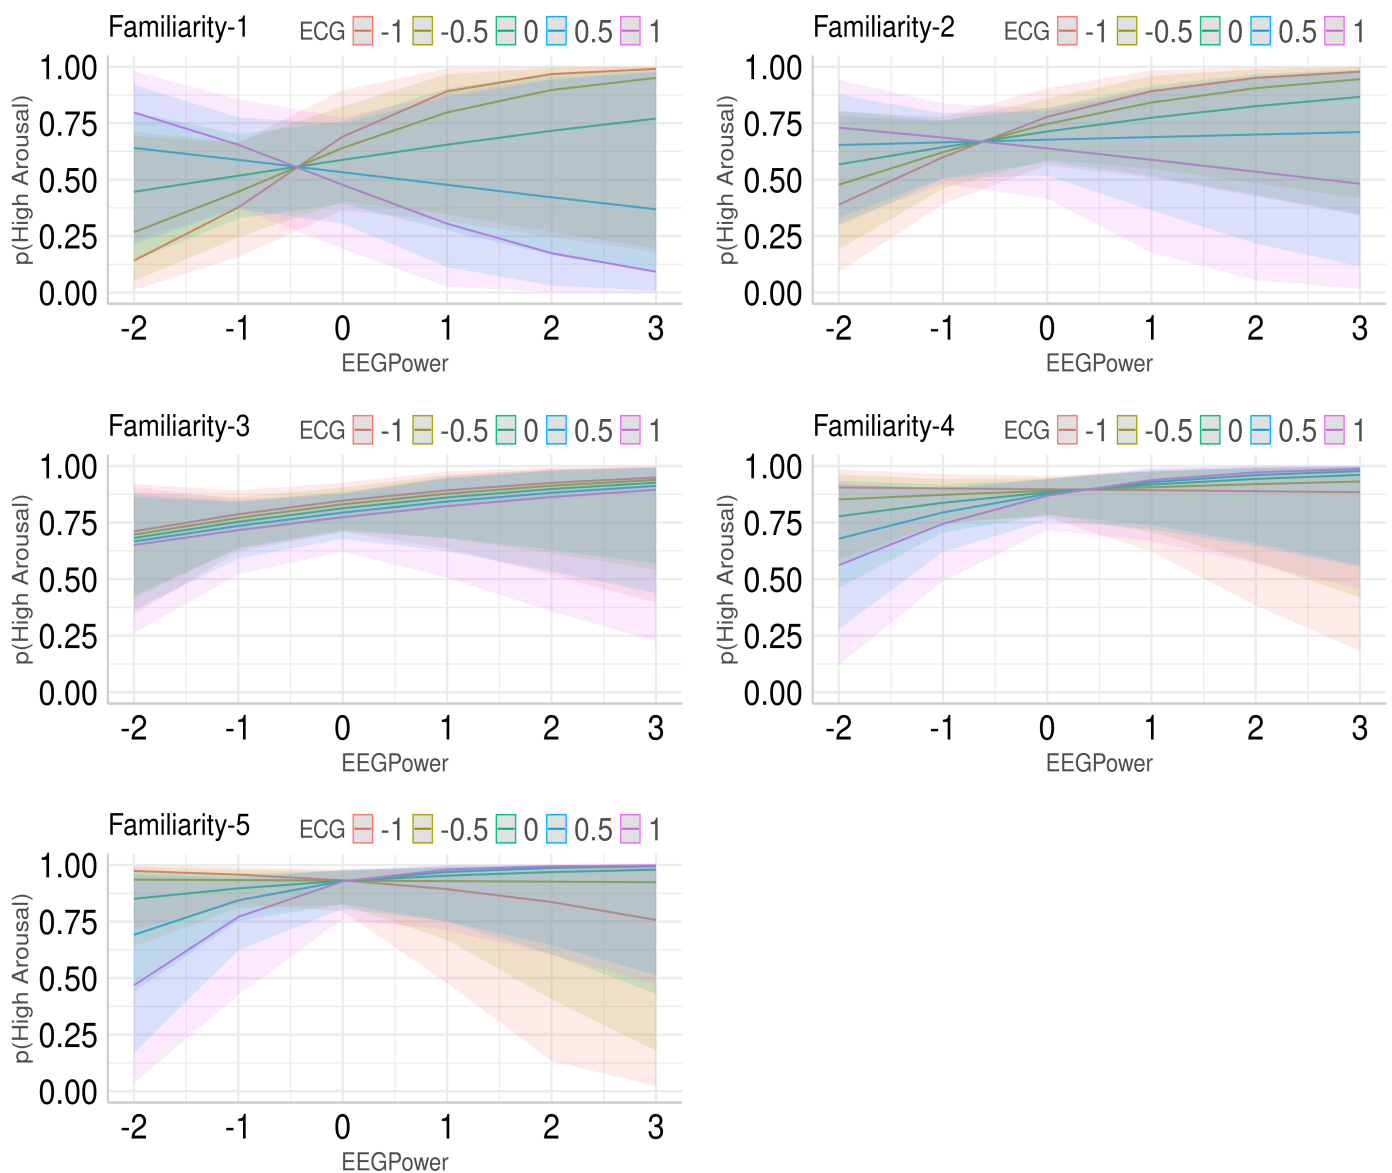 Familiarity-1 ECG -1 -0.5 0 0.5 1
p(High Arousal)
1.00
0.75
0.50
0.25
0.00
-2 -1 0 1 2 3
EEGPower
Familiarity-2 ECG -1 -0.5 0 0.5 1
p(High Arousal)
1.00
0.75
0.50
0.25
0.00
-2 -1 0 1 2 3
EEGPower
Familiarity-3 ECG -1 -0.5 0 0.5 1
p(High Arousal)
1.00
0.75
0.50
0.25
0.00
-2 -1 0 1 2 3
EEGPower
Familiarity-4 ECG -1 -0.5 0 0.5 1
p(High Arousal)
1.00
0.75
0.50
0.25
0.00
-2 -1 0 1 2 3
EEGPower
Familiarity-5 ECG -1 -0.5 0 0.5 1
p(High Arousal)
1.00
0.75
0.50
0.25
0.00
-2 -1 0 1 2 3
EEGPower